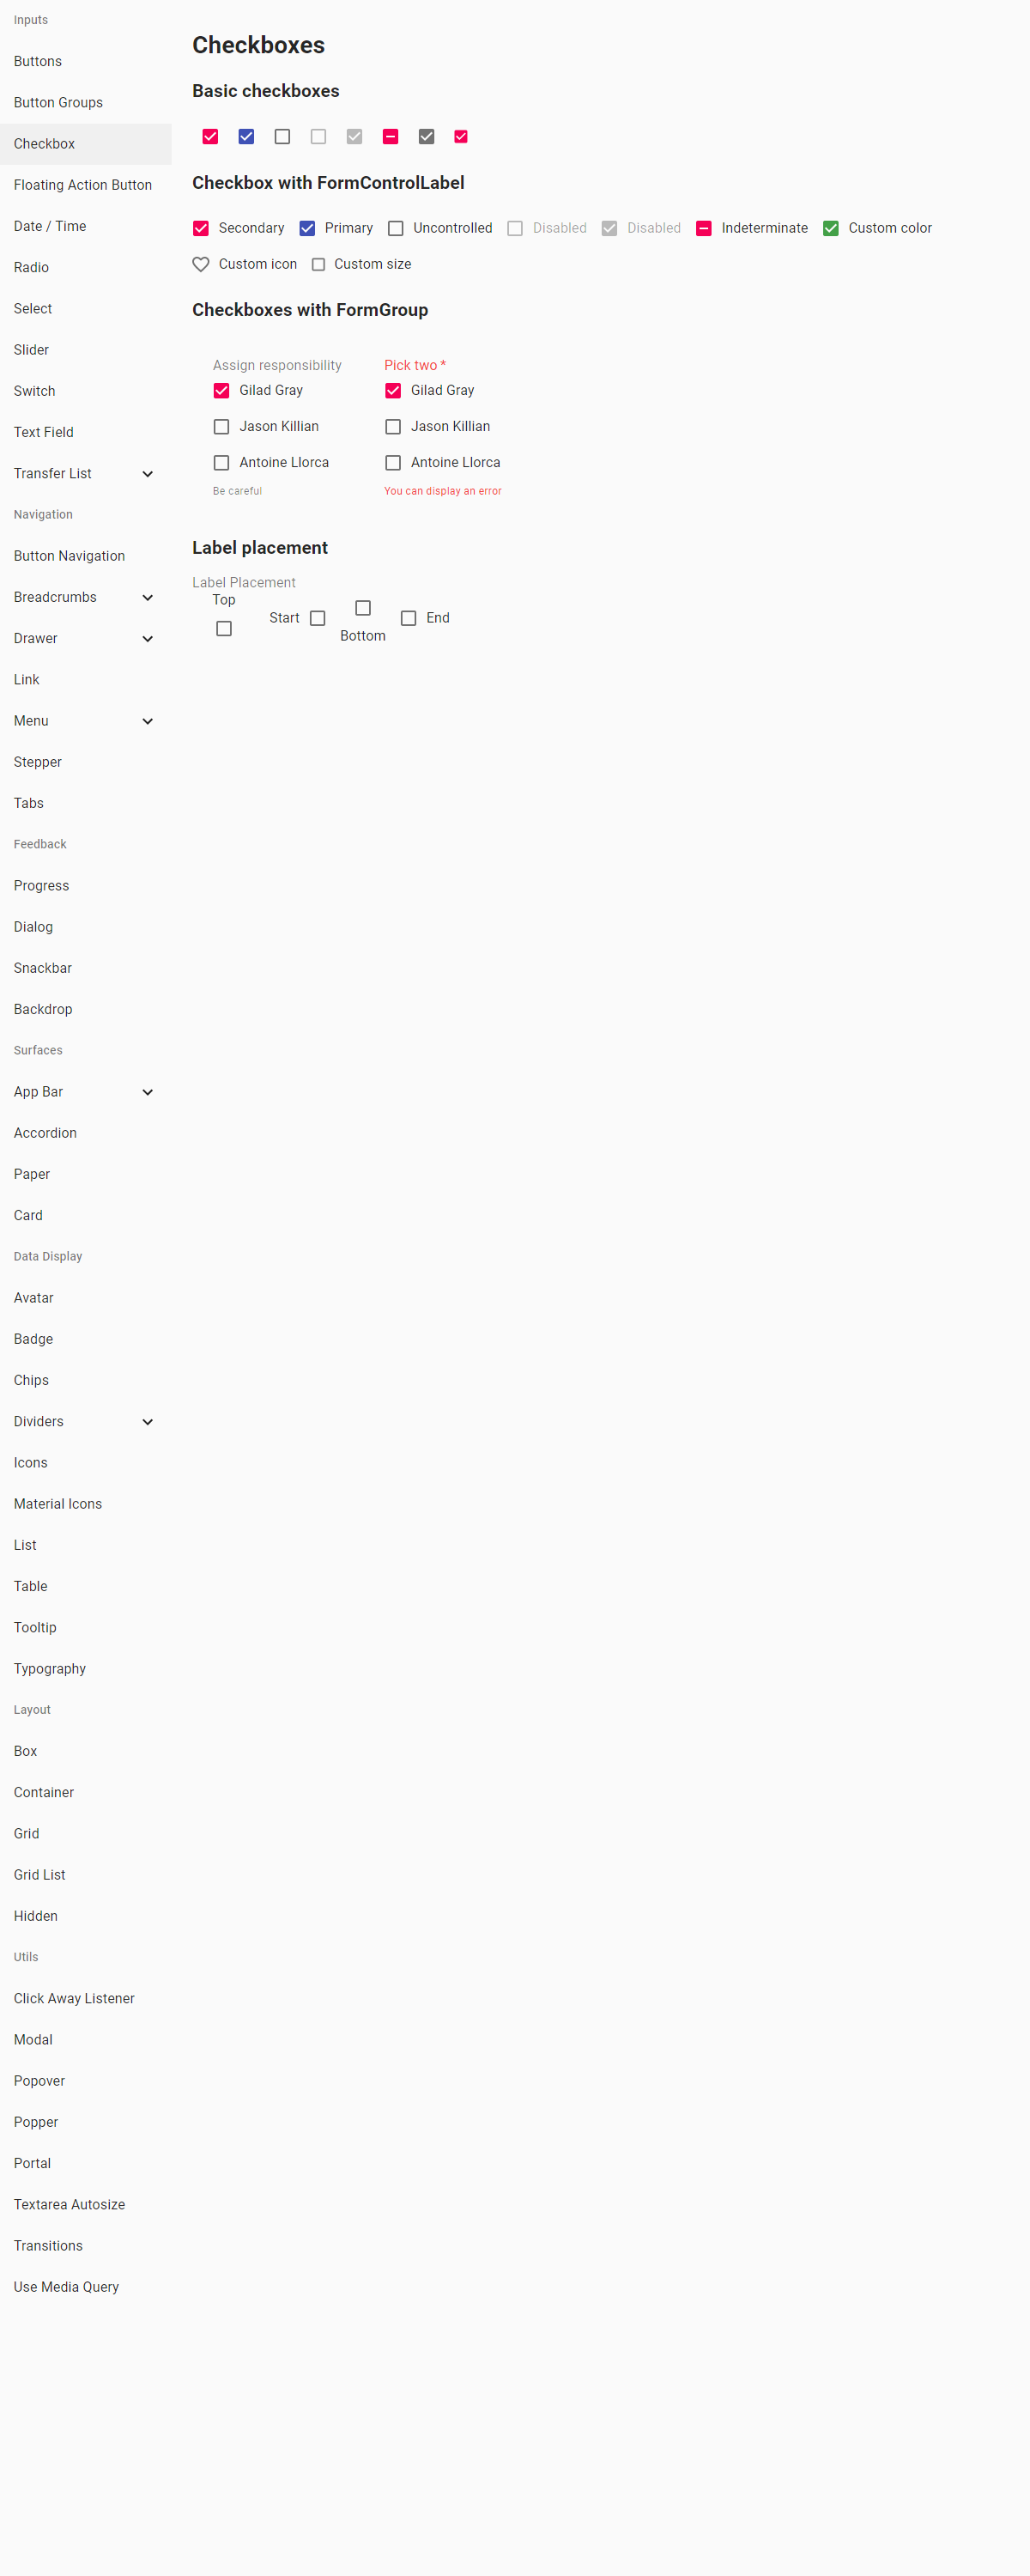 Inputs
Buttons
Button Groups
Checkbox
Floating Action Button
Date / Time
Radio
Select
Slider
Switch
Text Field
Transfer List
Navigation
Button Navigation
Breadcrumbs
Drawer
Link
Menu
Stepper
Tabs
Feedback
Progress
Dialog
Snackbar
Backdrop
Surfaces
App Bar
Accordion
Paper
Card
Data Display
Avatar
Badge
Chips
Dividers
Icons
Material Icons
List
Table
Tooltip
Typography
Layout
Box
Container
Grid
Grid List
Hidden
Utils
Click Away Listener
Modal
Popover
Popper
Portal
Textarea Autosize
Transitions
Use Media Query
Checkboxes
Basic checkboxes
Checkbox with FormControlLabel
Secondary Primary Uncontrolled Disabled Disabled Indeterminate Custom color
Custom icon Custom size
Checkboxes with FormGroup
Assign responsibility
Gilad Gray
Jason Killian
Antoine Llorca
Be careful
Pick two *
Gilad Gray
Jason Killian
Antoine Llorca
You can display an error
Label placement
Label Placement
Top
Start
Bottom
End